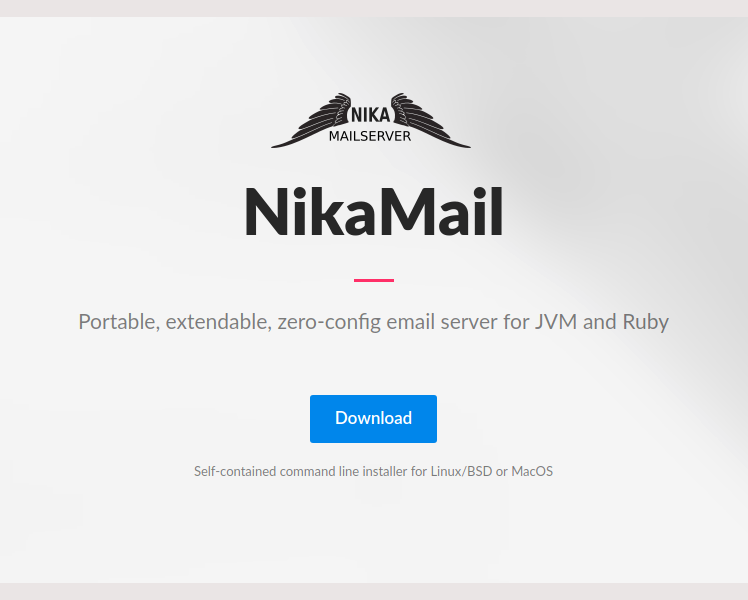 NIKA
MAILSERVER
NikaMail
Portable, extendable, zero-config email server for JVM and Ruby
Download
Self-contained command line installer for Linux/BSD or MacOS